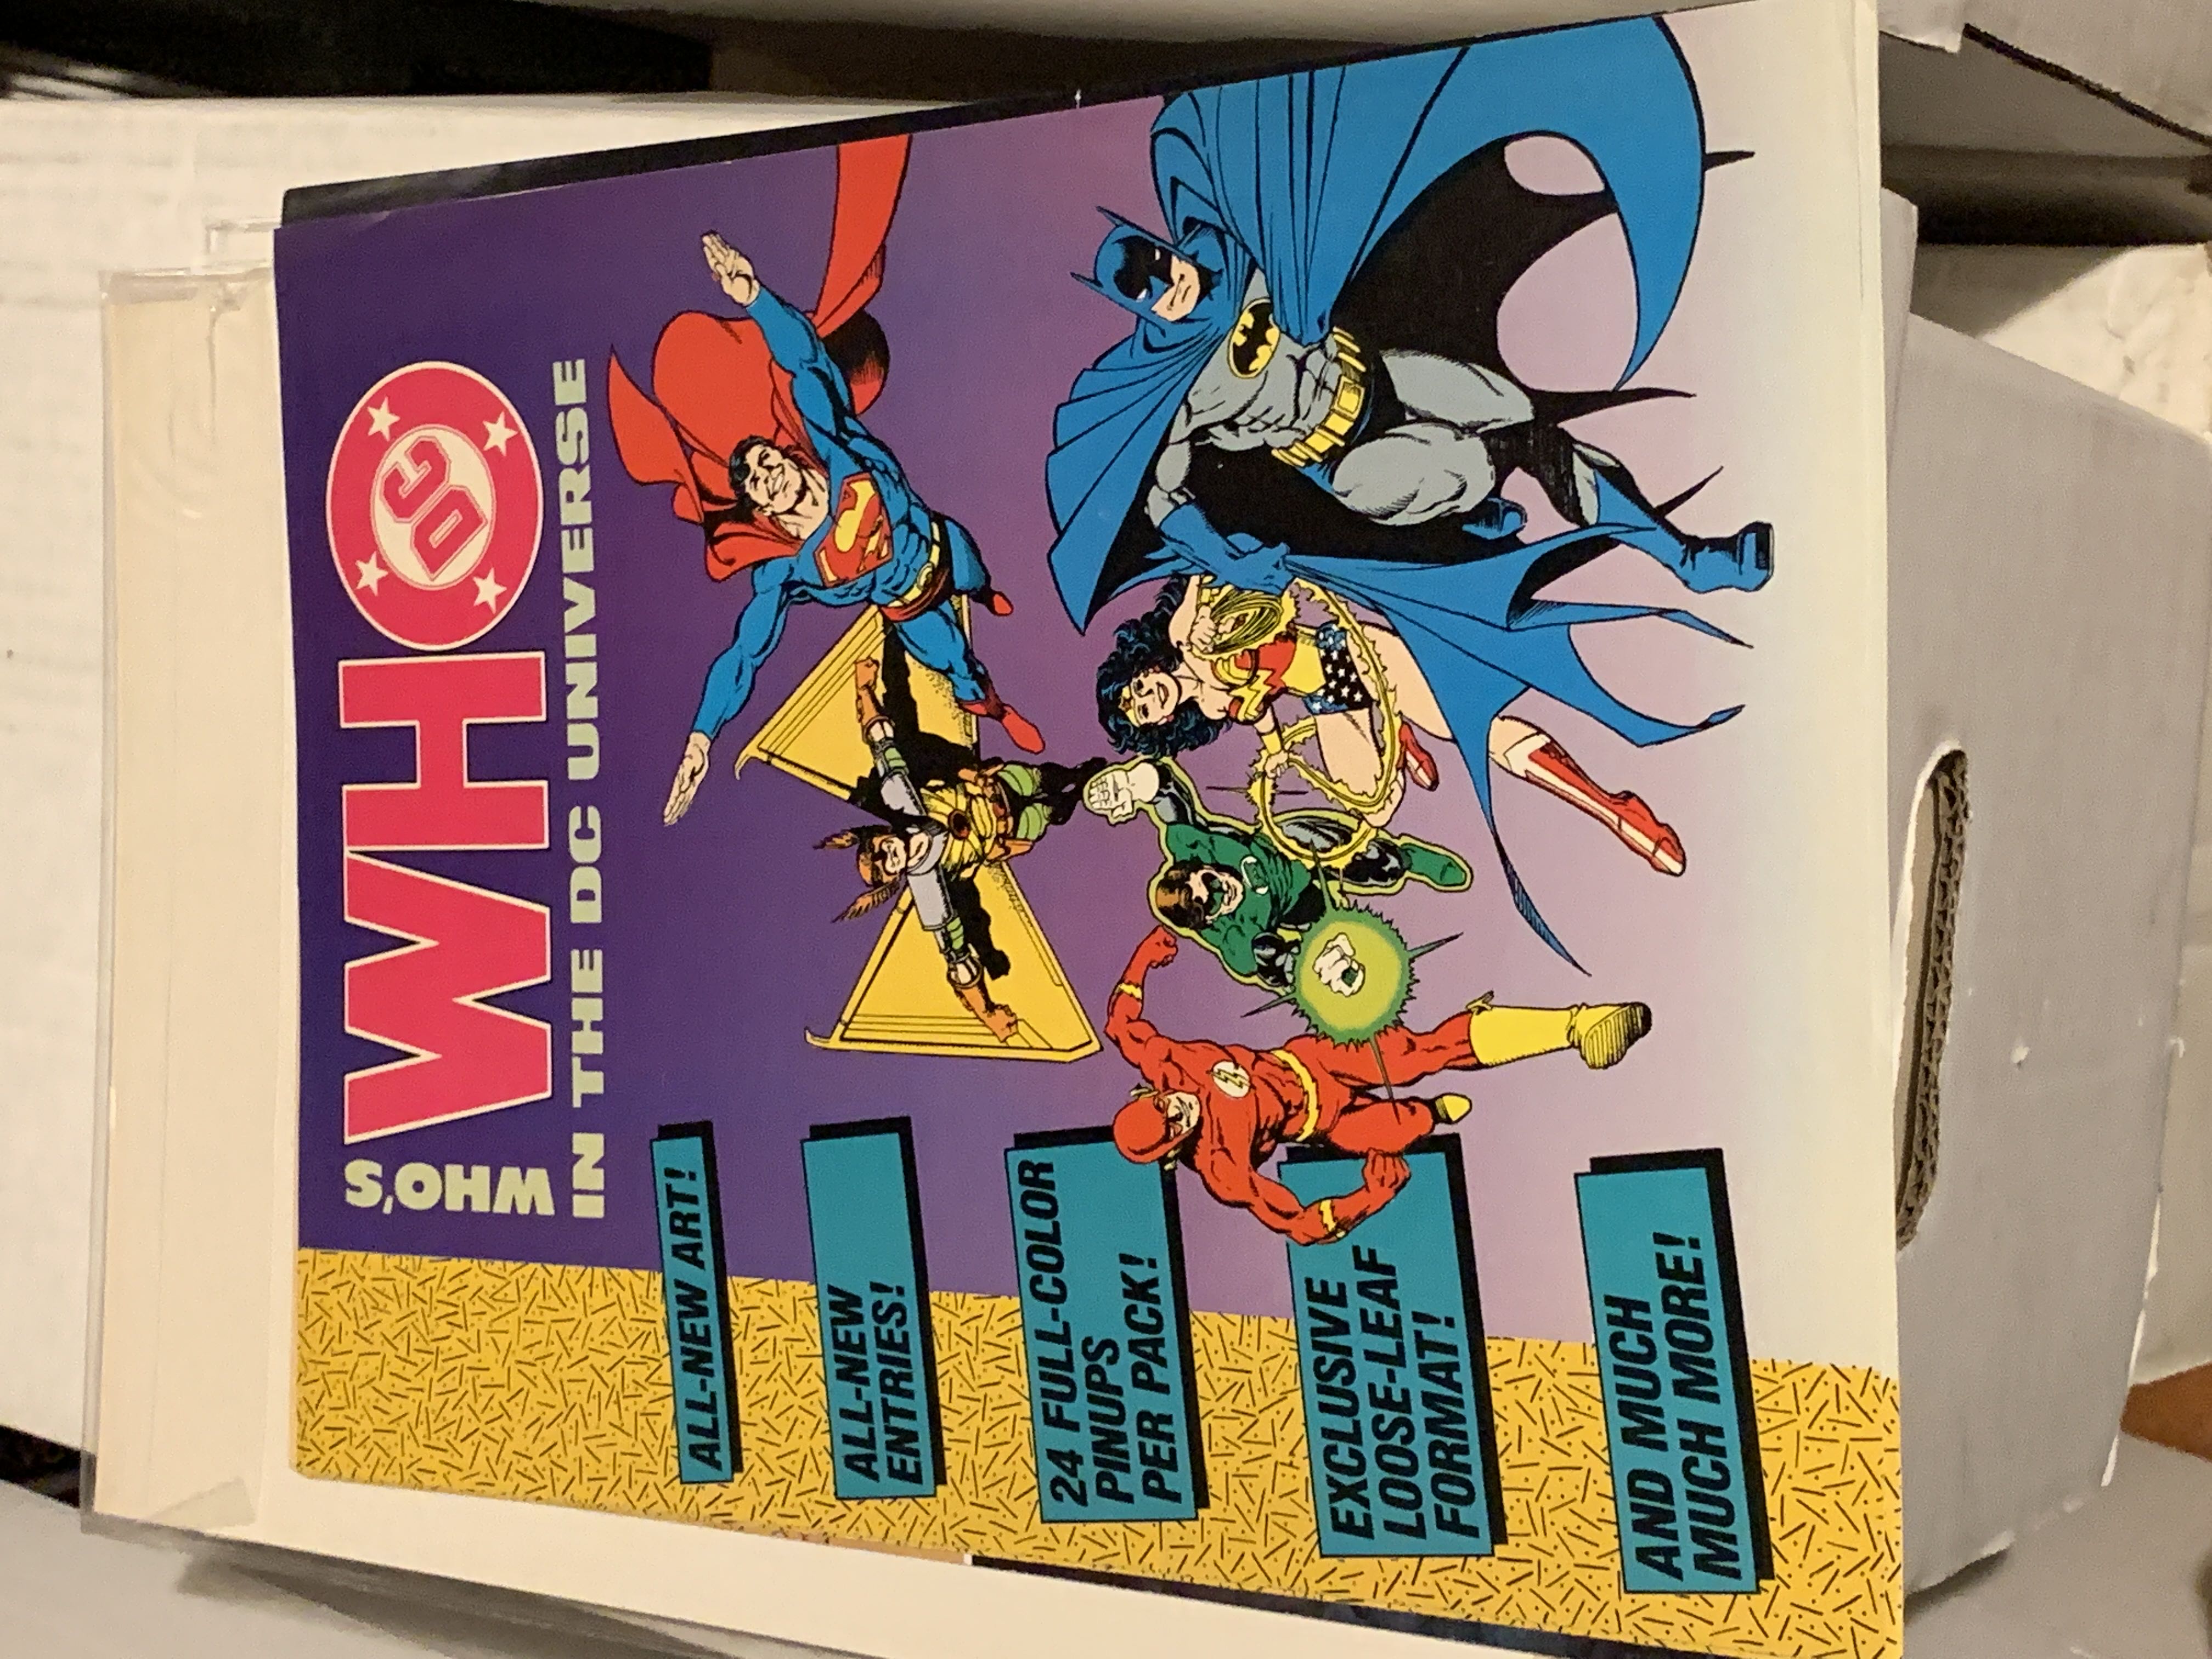 WHO'S
WHO
DC
IN THE DC UNIVERSE
ALL-NEW ART!
ALL-NEW
ENTRIES!
24 FULL-COLOR
PINUPS
PER PACK!
EXCLUSIVE
LOOSE-LEAF
FORMAT!
AND MUCH
MUCH MORE!